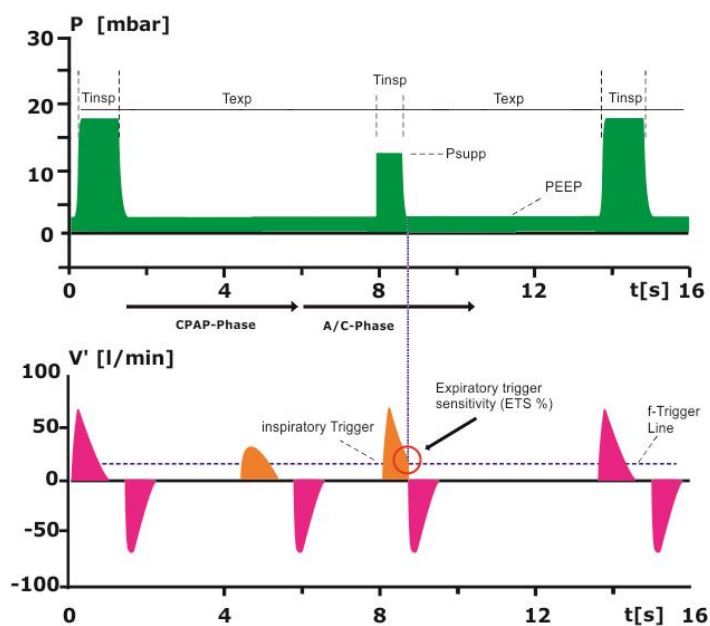 P [mbar]
30
20
10
0
Tinsp
Texp
Tinsp
Texp
Tinsp
Psupp
PEEP
0
4
8
12
t[s]
16
CPAP-Phase
A/C-Phase
V' [l/min]
100
50
0
-50
-100
inspiratory Trigger
Expiratory trigger
sensitivity (ETS %)
f-Trigger
Line
0
4
8
12
t[s]
16